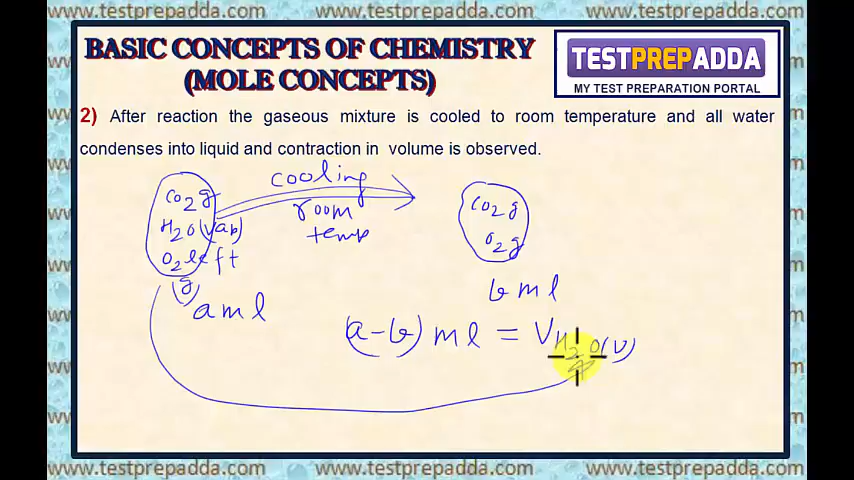 www.testprepadda.com www.testprepadda.com www.testprepadda.com
BASIC CONCEPTS OF CHEMISTRY
(MOLE CONCEPTS)
TESTPREPADDA
MY TEST PREPARATION PORTAL
2) After reaction the gaseous mixture is cooled to room temperature and all water
condenses into liquid and contraction in volume is observed.
CO2 g
H2O(vap)
O2 left
(g)
a ml
cooling
room
temp
CO2 g
O2 g
b ml
(a-b) ml = VH2O(v)
www.testprepadda.com www.testprepadda.com www.testprepadda.com